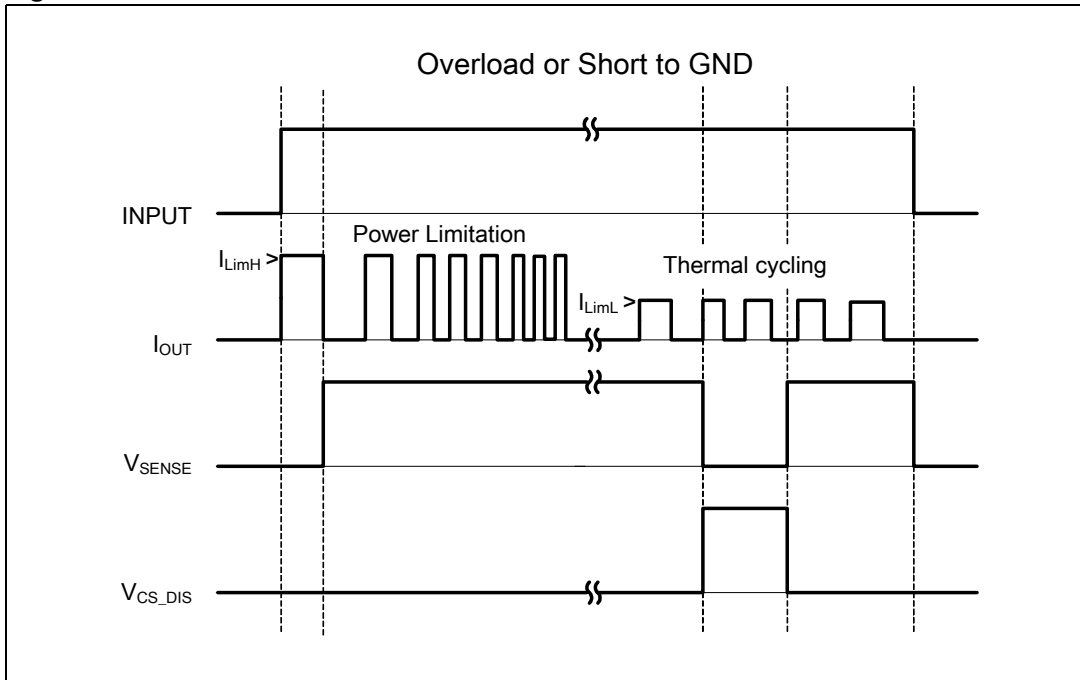 Overload or Short to GND
INPUT
Power Limitation
I_LimH >
Thermal cycling
I_LimL >
I_OUT
V_SENSE
V_CS_DIS